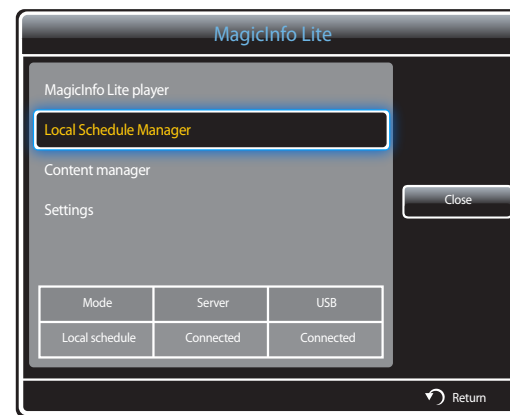 MagicInfo Lite
MagicInfo Lite player
Local Schedule Manager
Content manager
Settings
Close
Mode Server USB
Local schedule Connected Connected
Return